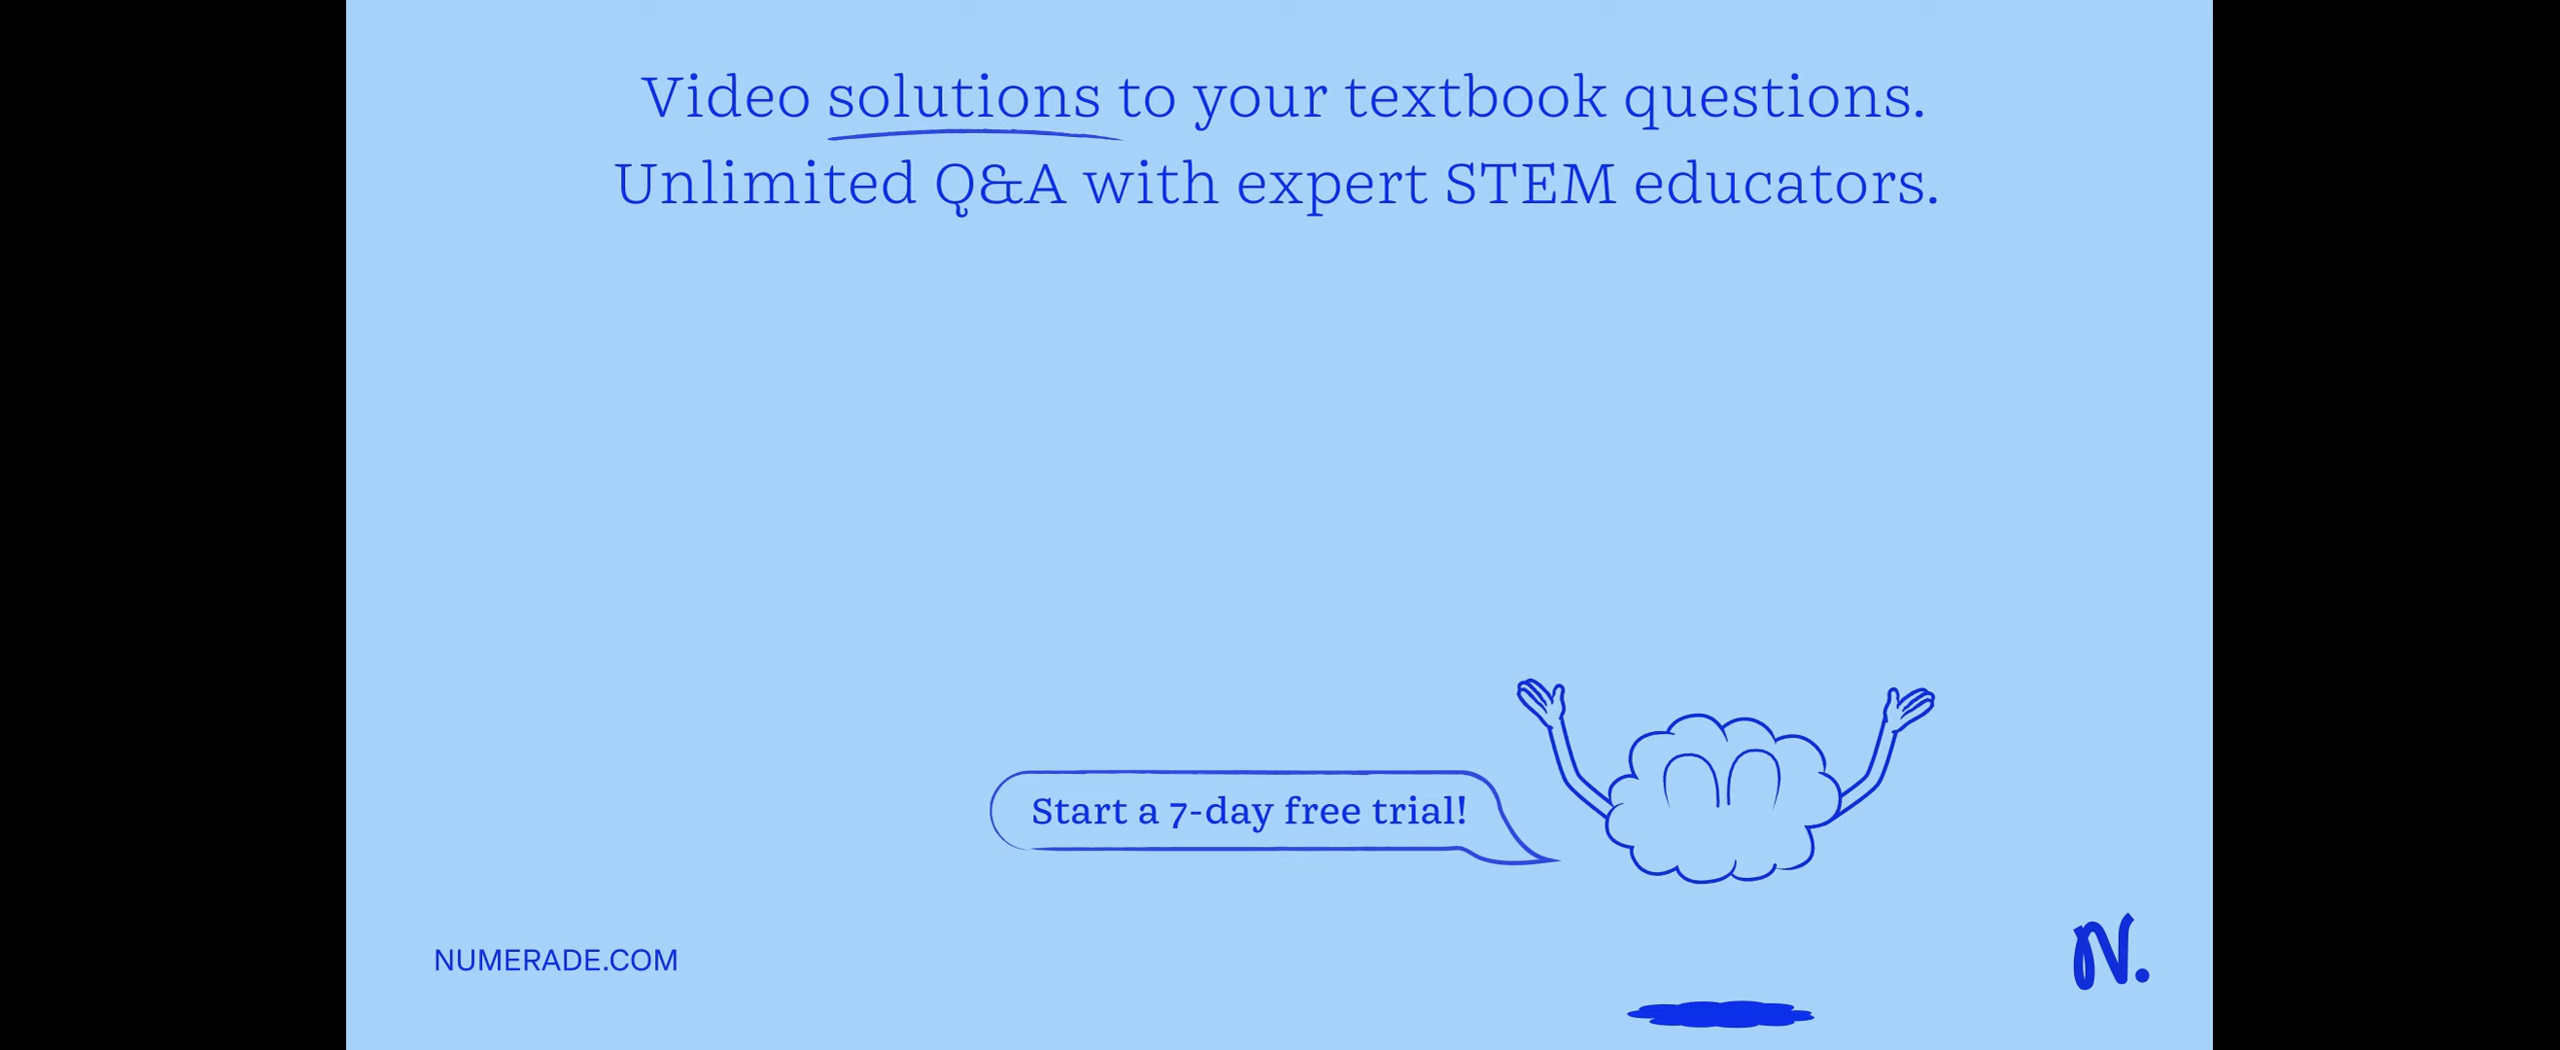 Video solutions to your textbook questions.
Unlimited Q&A with expert STEM educators.
Start a 7-day free trial!
NUMERADE.COM
N.